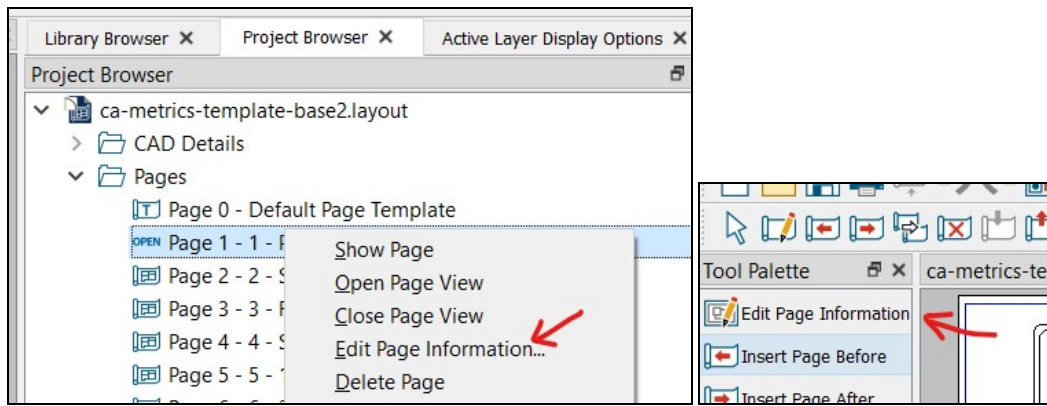 Library Browser
Project Browser
Active Layer Display Options
Project Browser
ca-metrics-template-base2.layout
CAD Details
Pages
Page 0 - Default Page Template
OPEN Page 1 - 1 -
Page 2 - 2 - S
Page 3 - 3 -
Page 4 - 4 - S
Page 5 - 5 -
Show Page
Open Page View
Close Page View
Edit Page Information...
Delete Page
Tool Palette
ca-metrics-te
Edit Page Information
Insert Page Before
Insert Page After